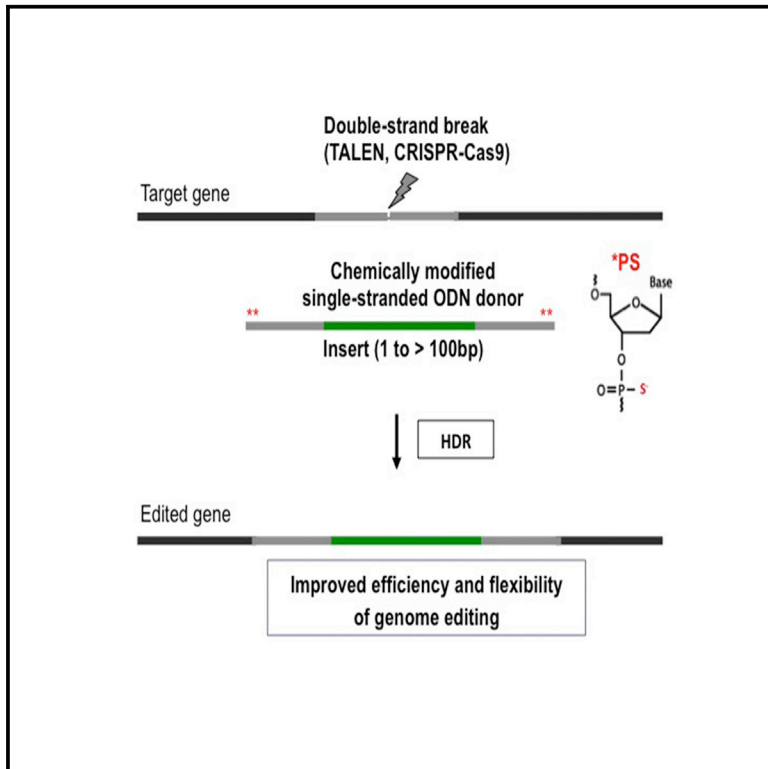 Double-strand break
(TALEN, CRISPR-Cas9)
Target gene
Chemically modified
single-stranded ODN donor
**
**
Insert (1 to > 100bp)
*PS
Base
O
O
O
O=P–S-
HDR
Edited gene
Improved efficiency and flexibility
of genome editing